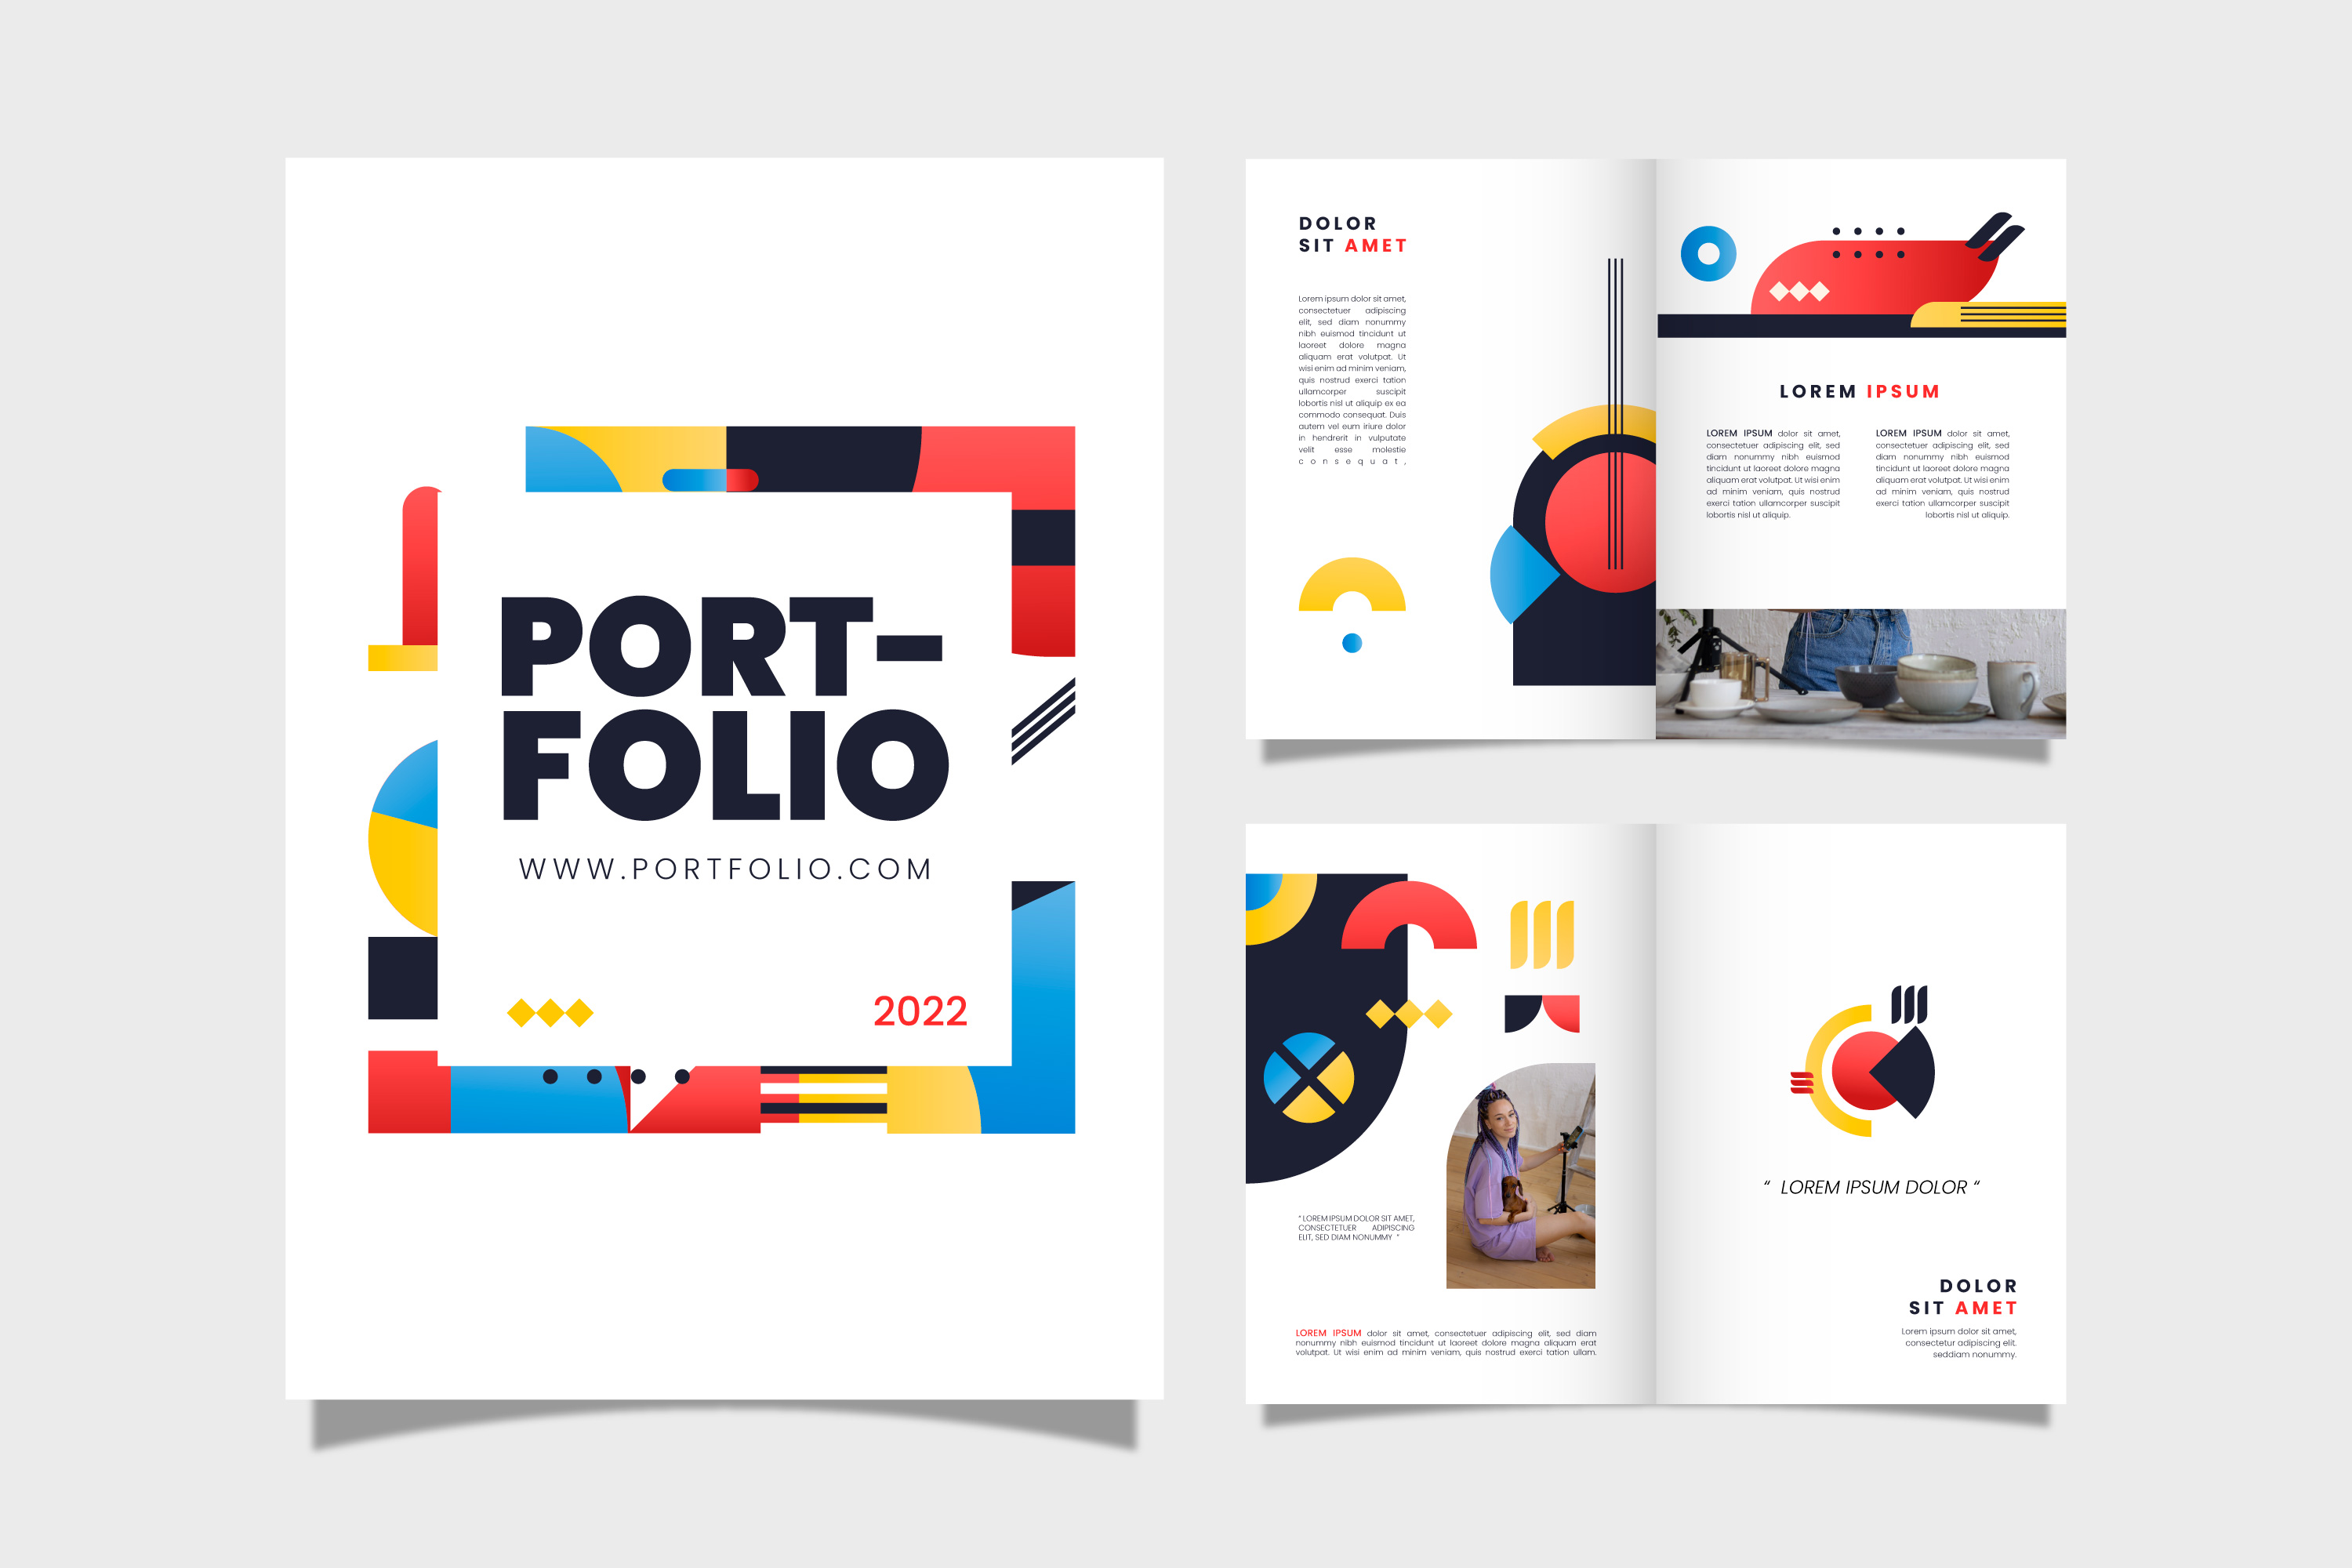 PORT-
FOLIO
WWW.PORTFOLIO.COM
2022
DOLOR
SIT AMET
Lorem ipsum dolor sit amet,
consectetuer adipiscing
elit, sed diam nonummy
nibh euismod tincidunt ut
laoreet dolore magna
aliquam erat volutpat. Ut
wisi enim ad minim veniam,
quis nostrud exerci tation
ullamcorper suscipit
lobortis nisl ut aliquip ex ea
commodo consequat. Duis
autem vel eum iriure dolor
in hendrerit in vulputate
velit esse molestie
consequat,
LOREM IPSUM
LOREM IPSUM dolor sit amet,
consectetuer adipiscing elit, sed
diam nonummy nibh euismod
tincidunt ut laoreet dolore magna
aliquam erat volutpat. Ut wisi enim
ad minim veniam, quis nostrud
exerci tation ullamcorper suscipit
lobortis nisl ut aliquip.
LOREM IPSUM dolor sit amet,
consectetuer adipiscing elit, sed
diam nonummy nibh euismod
tincidunt ut laoreet dolore magna
aliquam erat volutpat. Ut wisi enim
ad minim veniam, quis nostrud
exerci tation ullamcorper suscipit
lobortis nisl ut aliquip.
“ LOREM IPSUM DOLOR SIT AMET,
CONSECTETUER ADIPISCING
ELIT, SED DIAM NONUMMY “
LOREM IPSUM dolor sit amet, consectetuer adipiscing elit, sed diam
nonummy nibh euismod tincidunt ut laoreet dolore magna aliquam erat
volutpat. Ut wisi enim ad minim veniam, quis nostrud exerci tation ullam.
“ LOREM IPSUM DOLOR “
DOLOR
SIT AMET
Lorem ipsum dolor sit amet,
consectetur adipiscing elit.
seddiam nonummy.